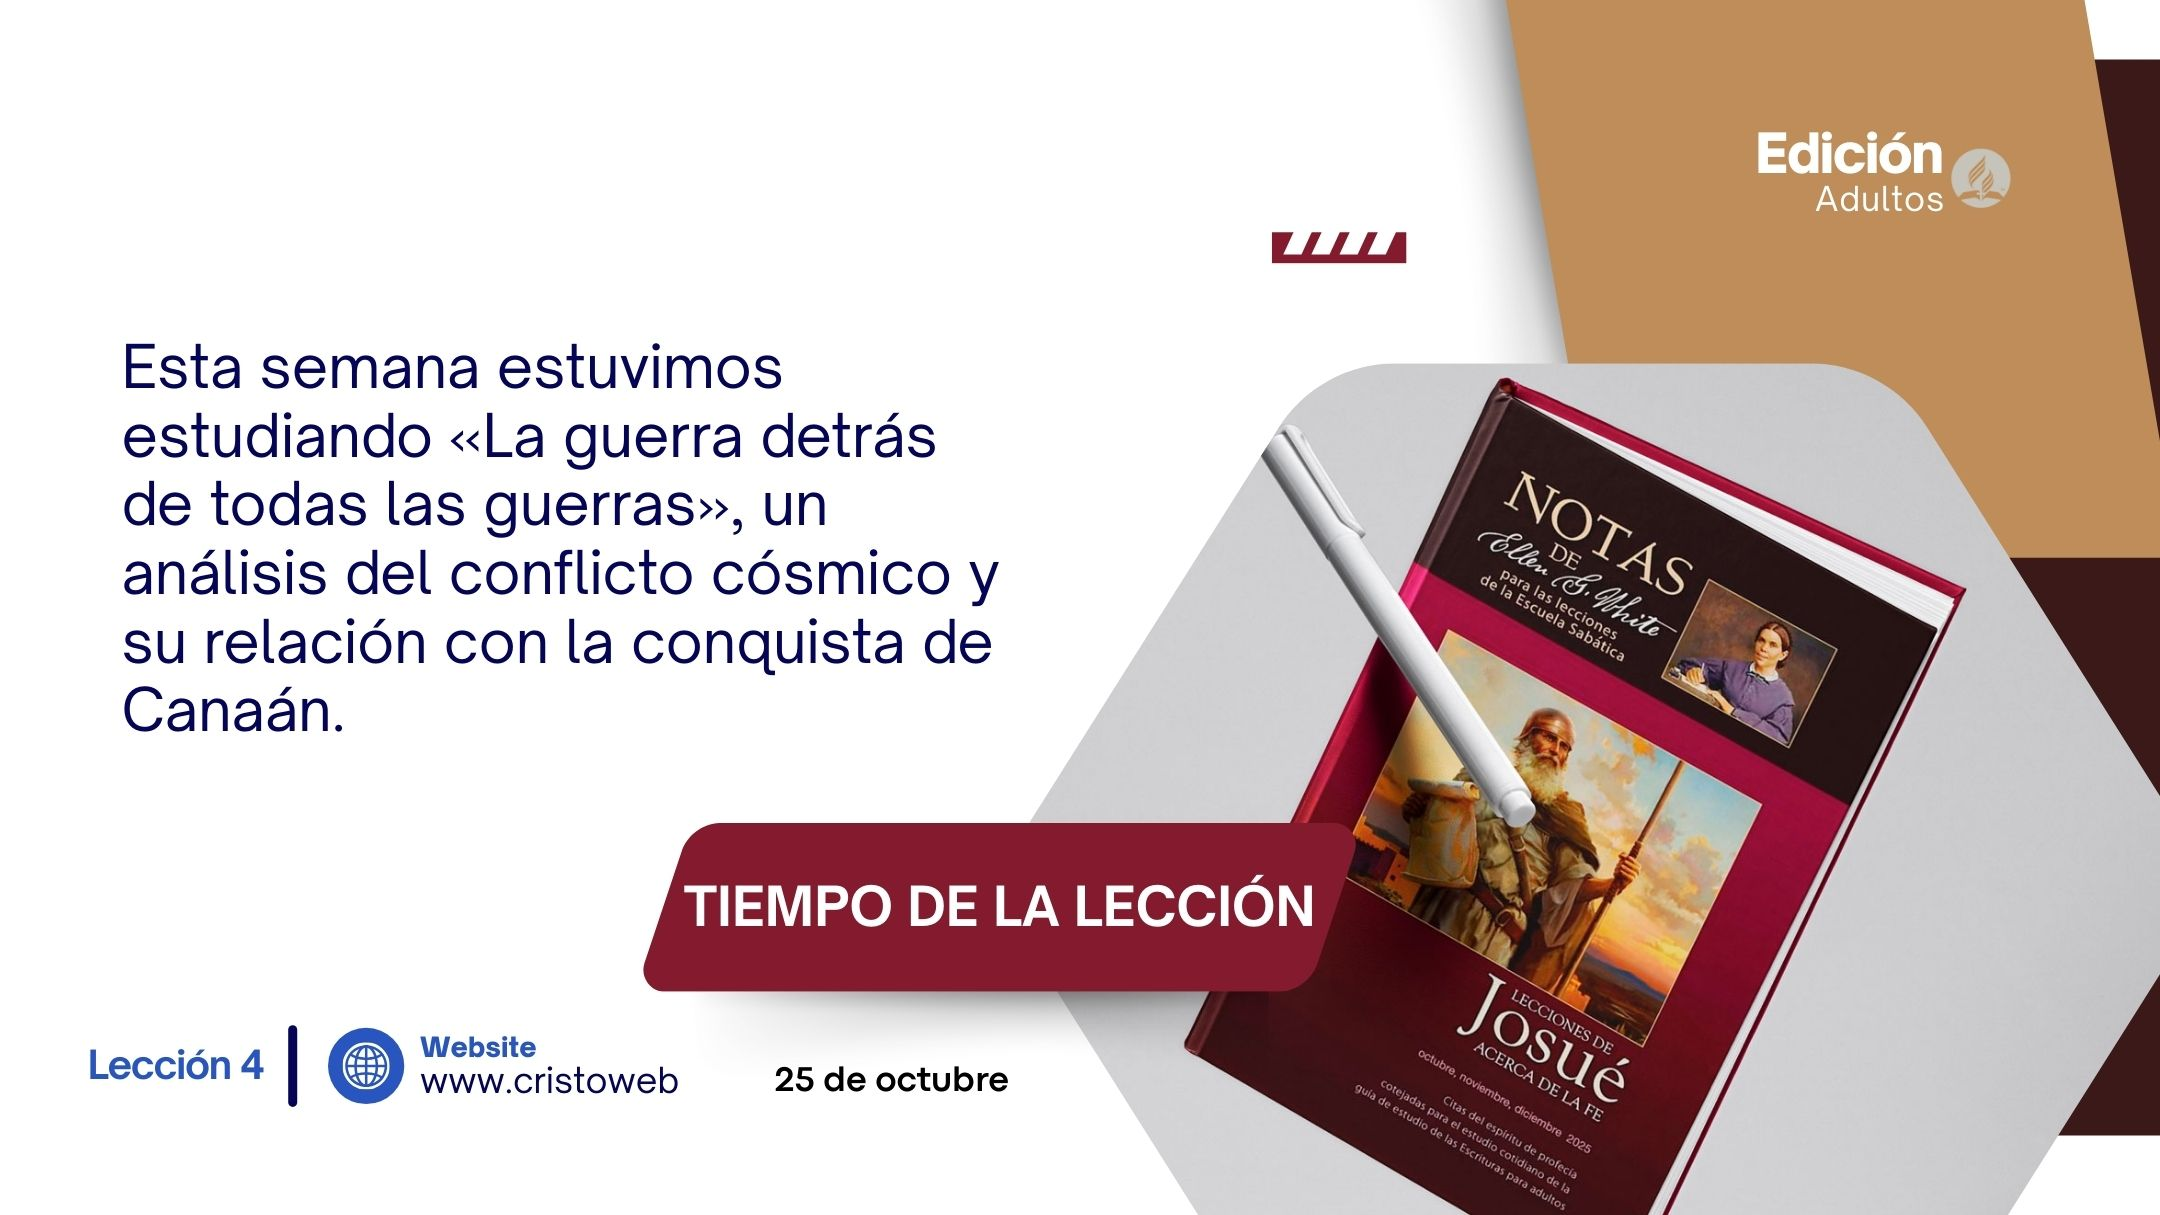 Edición
Adultos
Esta semana estuvimos
estudiando «La guerra detrás
de todas las guerras», un
análisis del conflicto cósmico y
su relación con la conquista de
Canaán.
NOTAS
DE
Ellen G. White
para las lecciones
de la Escuela Sabática
TIEMPO DE LA LECCIÓN
LECCIONES DE
Josué
ACERCA DE LA FE
octubre, noviembre, diciembre 2025
Citas del espíritu de profecía
cotejadas para el estudio cotidiano de la
guía de estudio de las Escrituras para adultos
Lección 4
Website
www.cristoweb
25 de octubre